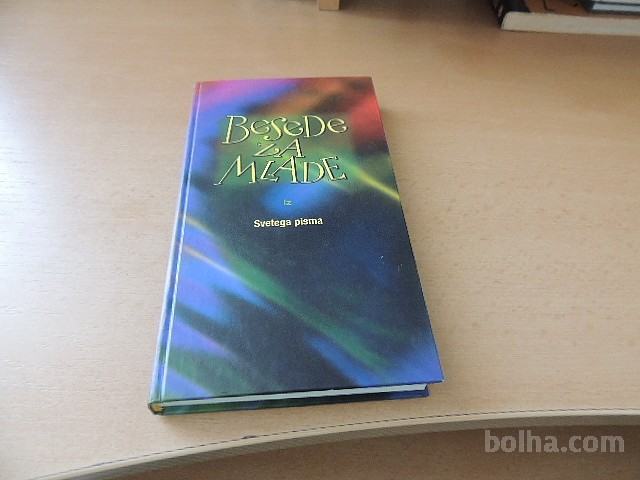 BeSeDe
ZA
MLADE
iz
Svetega pisma
bolha.com